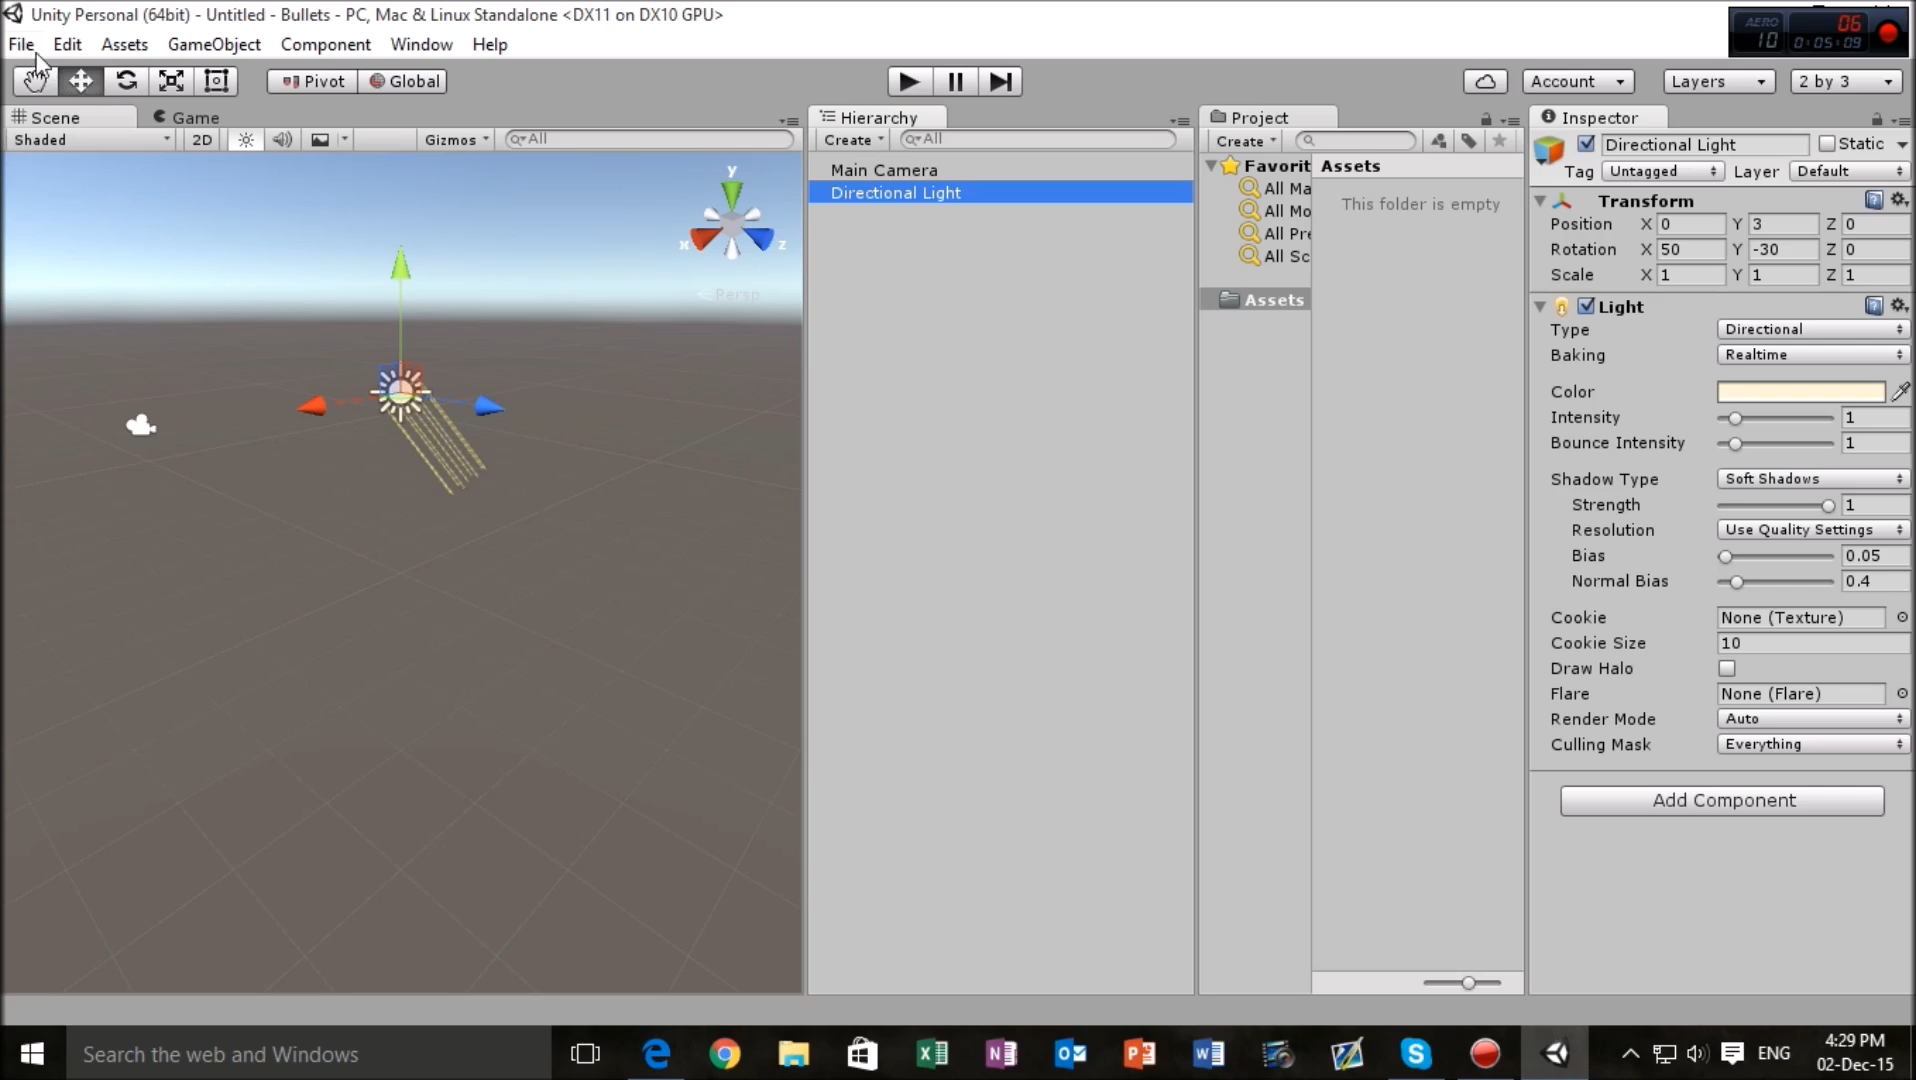 Unity Personal (64bit) - Untitled - Bullets - PC, Mac & Linux Standalone <DX11 on DX10 GPU>
AERO 06
10 0:05:09
File Edit Assets GameObject Component Window Help
Pivot Global
Account Layers 2 by 3
Scene Game
Shaded 2D Gizmos All
y
x z
Persp
Hierarchy
Create All
Main Camera
Directional Light
Project
Create
Favorit
All Ma
All Mo
All Pre
All Sc
Assets
Assets
This folder is empty
Inspector
Directional Light Static
Tag Untagged Layer Default
Transform
Position X 0 Y 3 Z 0
Rotation X 50 Y -30 Z 0
Scale X 1 Y 1 Z 1
Light
Type Directional
Baking Realtime
Color
Intensity 1
Bounce Intensity 1
Shadow Type Soft Shadows
Strength 1
Resolution Use Quality Settings
Bias 0.05
Normal Bias 0.4
Cookie None (Texture)
Cookie Size 10
Draw Halo
Flare None (Flare)
Render Mode Auto
Culling Mask Everything
Add Component
Search the web and Windows
ENG
4:29 PM
02-Dec-15